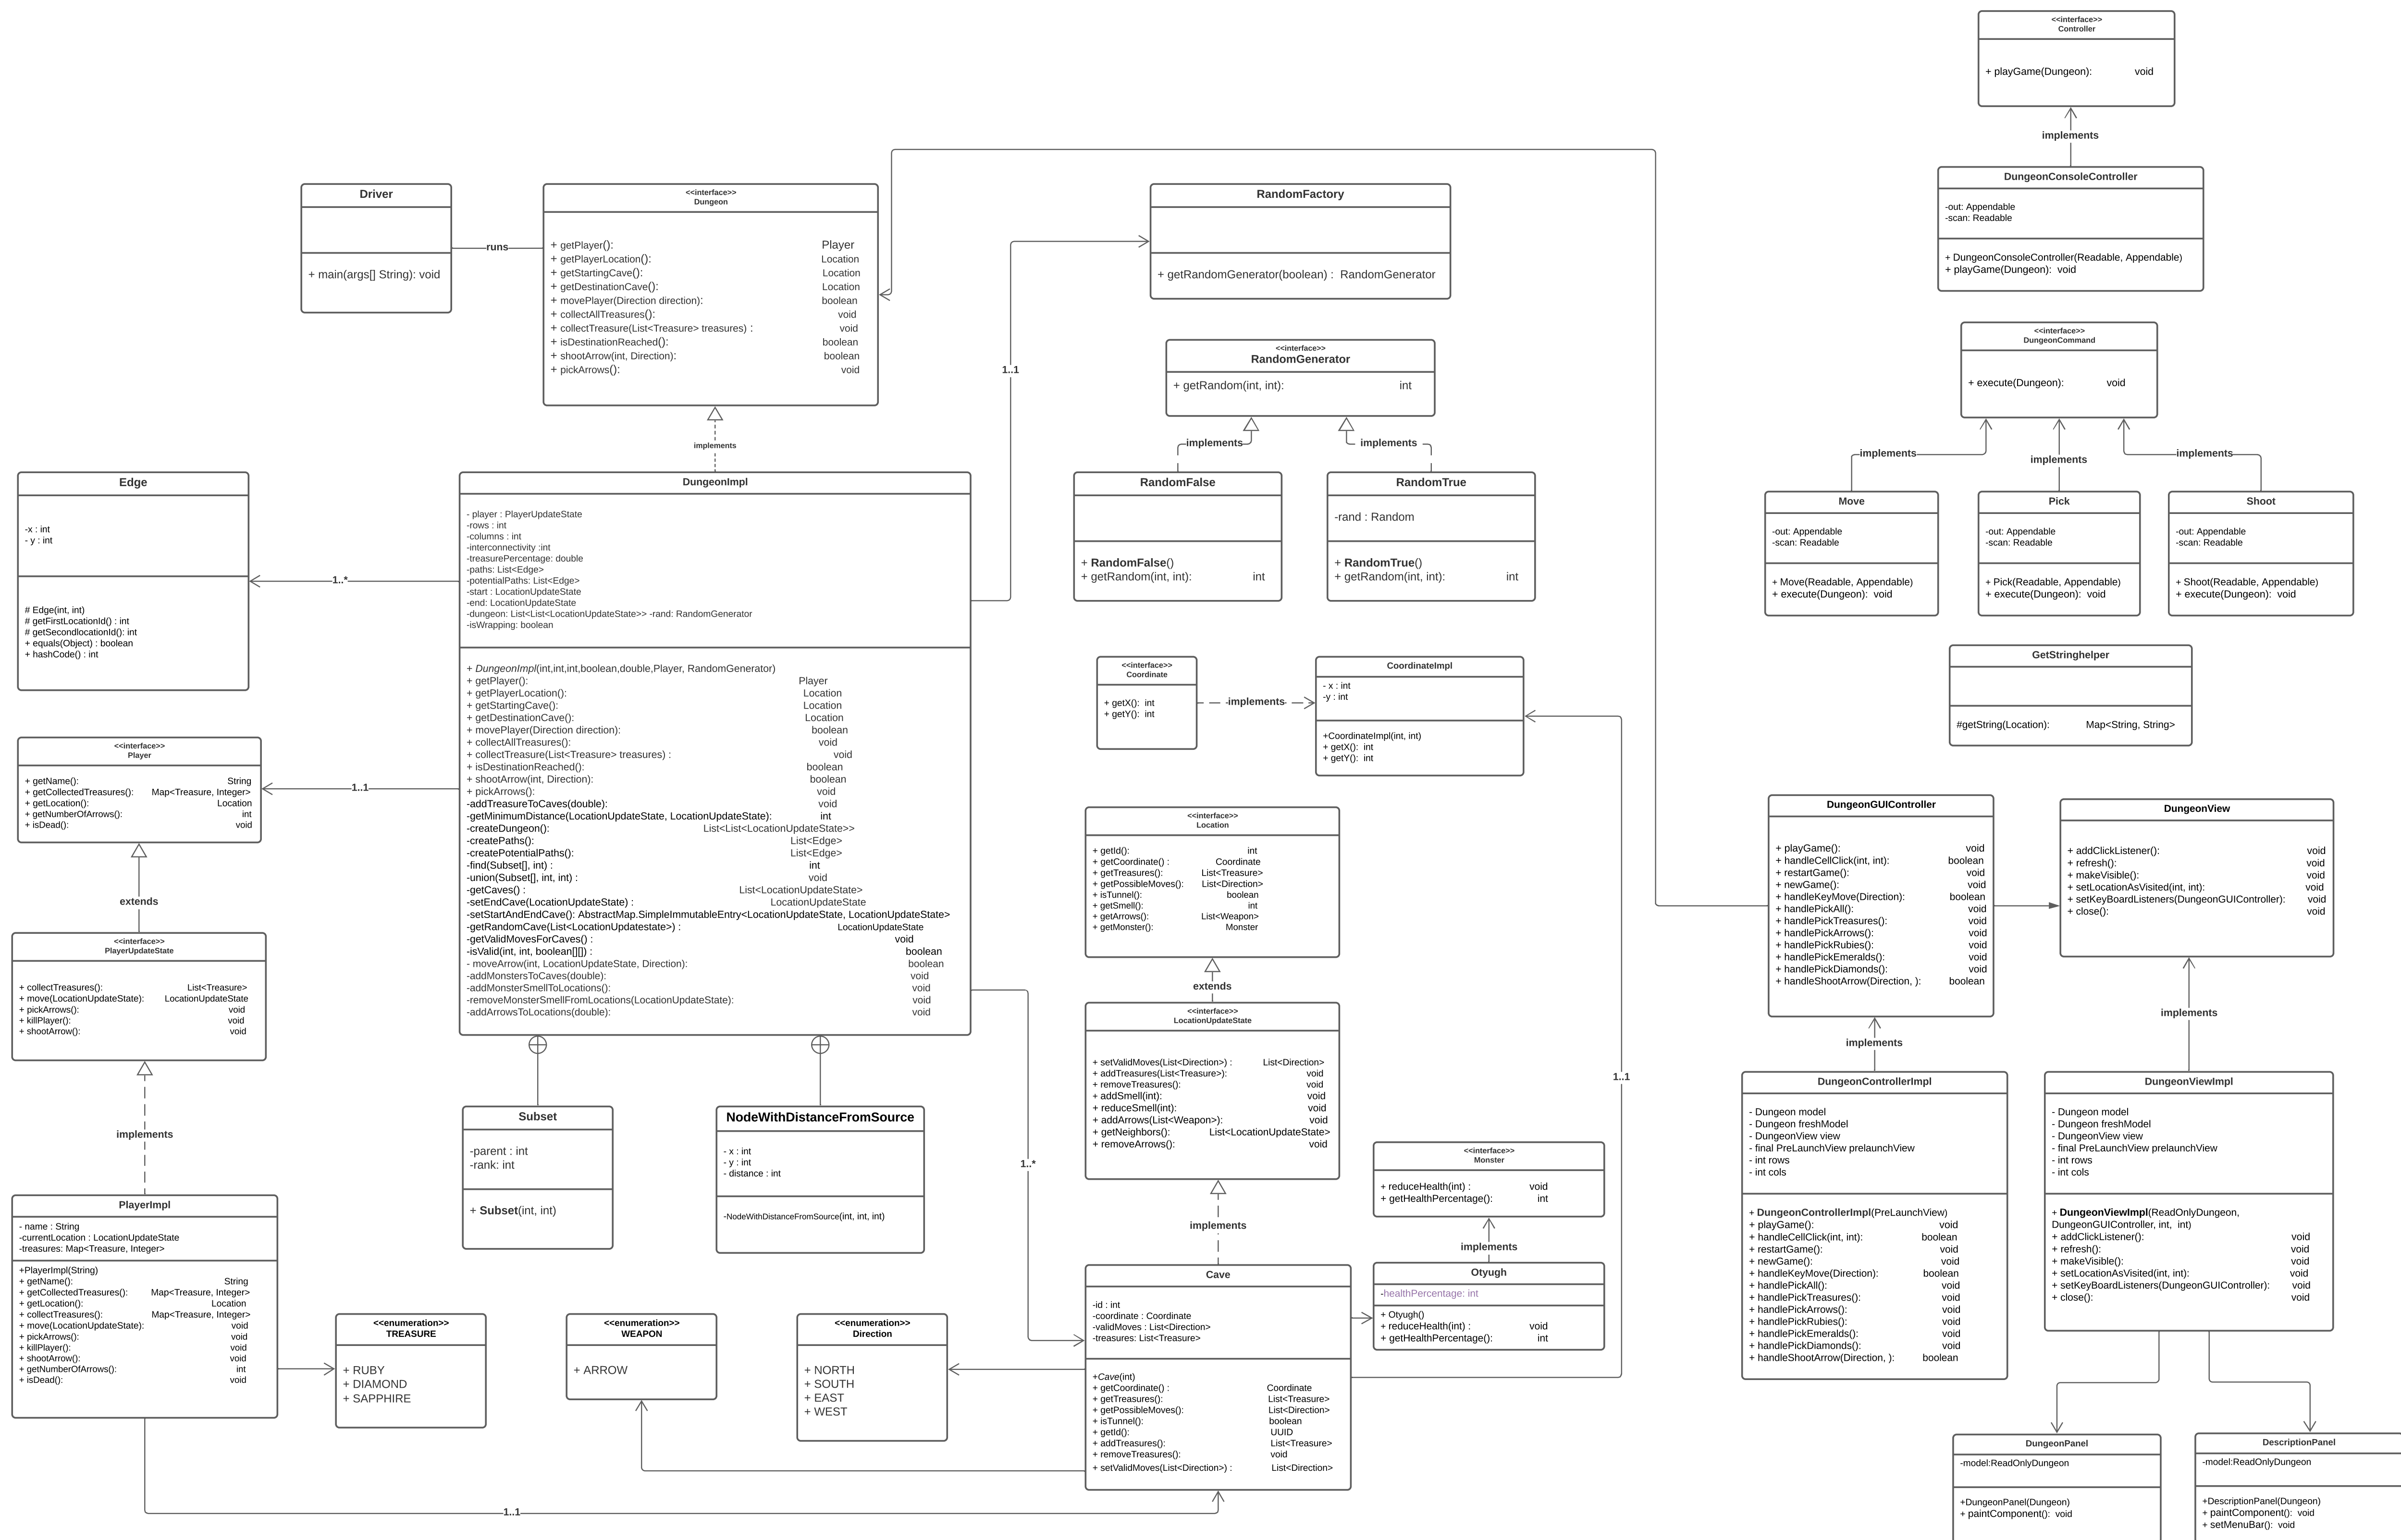 <<interface>>
Controller
+ playGame(Dungeon): void
implements
DungeonConsoleController
-out: Appendable
-scan: Readable
+ DungeonConsoleController(Readable, Appendable)
+ playGame(Dungeon): void
Driver
+ main(args[] String): void
runs
<<interface>>
Dungeon
+ getPlayer(): Player
+ getPlayerLocation(): Location
+ getStartingCave(): Location
+ getDestinationCave(): Location
+ movePlayer(Direction direction): boolean
+ collectAllTreasures(): void
+ collectTreasure(List<Treasure> treasures) : void
+ isDestinationReached(): boolean
+ shootArrow(int, Direction): boolean
+ pickArrows(): void
implements
RandomFactory
+ getRandomGenerator(boolean) : RandomGenerator
1..1
<<interface>>
RandomGenerator
+ getRandom(int, int): int
implements
implements
RandomFalse
+ RandomFalse()
+ getRandom(int, int): int
RandomTrue
-rand : Random
+ RandomTrue()
+ getRandom(int, int): int
<<interface>>
DungeonCommand
+ execute(Dungeon): void
implements
implements
implements
Move
-out: Appendable
-scan: Readable
+ Move(Readable, Appendable)
+ execute(Dungeon): void
Pick
-out: Appendable
-scan: Readable
+ Pick(Readable, Appendable)
+ execute(Dungeon): void
Shoot
-out: Appendable
-scan: Readable
+ Shoot(Readable, Appendable)
+ execute(Dungeon): void
Edge
-x : int
- y : int
# Edge(int, int)
# getFirstLocationId() : int
# getSecondlocationId(): int
+ equals(Object) : boolean
+ hashCode() : int
1..*
DungeonImpl
- player : PlayerUpdateState
-rows : int
-columns : int
-interconnectivity :int
-treasurePercentage: double
-paths: List<Edge>
-potentialPaths: List<Edge>
-start : LocationUpdateState
-end: LocationUpdateState
-dungeon: List<List<LocationUpdateState>> -rand: RandomGenerator
-isWrapping: boolean
+ DungeonImpl(int,int,int,boolean,double,Player, RandomGenerator)
+ getPlayer(): Player
+ getPlayerLocation(): Location
+ getStartingCave(): Location
+ getDestinationCave(): Location
+ movePlayer(Direction direction): boolean
+ collectAllTreasures(): void
+ collectTreasure(List<Treasure> treasures) : void
+ isDestinationReached(): boolean
+ shootArrow(int, Direction): boolean
+ pickArrows(): void
-addTreasureToCaves(double): void
-getMinimumDistance(LocationUpdateState, LocationUpdateState): int
-createDungeon(): List<List<LocationUpdateState>>
-createPaths(): List<Edge>
-createPotentialPaths(): List<Edge>
-find(Subset[], int) : int
-union(Subset[], int, int) : void
-getCaves() : List<LocationUpdateState>
-setEndCave(LocationUpdateState) : LocationUpdateState
-setStartAndEndCave(): AbstractMap.SimpleImmutableEntry<LocationUpdateState, LocationUpdateState>
-getRandomCave(List<LocationUpdatestate>) : LocationUpdateState
-getValidMovesForCaves() : void
-isValid(int, int, boolean[][]) : boolean
- moveArrow(int, LocationUpdateState, Direction): boolean
-addMonstersToCaves(double): void
-addMonsterSmellToLocations(): void
-removeMonsterSmellFromLocations(LocationUpdateState): void
-addArrowsToLocations(double): void
<<interface>>
Player
+ getName(): String
+ getCollectedTreasures(): Map<Treasure, Integer>
+ getLocation(): Location
+ getNumberOfArrows(): int
+ isDead(): void
1..1
extends
<<interface>>
PlayerUpdateState
+ collectTreasures(): List<Treasure>
+ move(LocationUpdateState): LocationUpdateState
+ pickArrows(): void
+ killPlayer(): void
+ shootArrow(): void
implements
PlayerImpl
- name : String
-currentLocation : LocationUpdateState
-treasures: Map<Treasure, Integer>
+PlayerImpl(String)
+ getName(): String
+ getCollectedTreasures(): Map<Treasure, Integer>
+ getLocation(): Location
+ collectTreasures(): Map<Treasure, Integer>
+ move(LocationUpdateState): void
+ pickArrows(): void
+ killPlayer(): void
+ shootArrow(): void
+ getNumberOfArrows(): int
+ isDead(): void
Subset
-parent : int
-rank: int
+ Subset(int, int)
NodeWithDistanceFromSource
- x : int
- y : int
- distance : int
-NodeWithDistanceFromSource(int, int, int)
<<enumeration>>
TREASURE
+ RUBY
+ DIAMOND
+ SAPPHIRE
<<enumeration>>
WEAPON
+ ARROW
<<enumeration>>
Direction
+ NORTH
+ SOUTH
+ EAST
+ WEST
1..1
1..*
<<interface>>
Coordinate
+ getX(): int
+ getY(): int
implements
CoordinateImpl
- x : int
-y : int
+CoordinateImpl(int, int)
+ getX(): int
+ getY(): int
<<interface>>
Location
+ getId(): int
+ getCoordinate() : Coordinate
+ getTreasures(): List<Treasure>
+ getPossibleMoves(): List<Direction>
+ isTunnel(): boolean
+ getSmell(): int
+ getArrows(): List<Weapon>
+ getMonster(): Monster
extends
<<interface>>
LocationUpdateState
+ setValidMoves(List<Direction>) : List<Direction>
+ addTreasures(List<Treasure>): void
+ removeTreasures(): void
+ addSmell(int): void
+ reduceSmell(int): void
+ addArrows(List<Weapon>): void
+ getNeighbors(): List<LocationUpdateState>
+ removeArrows(): void
implements
Cave
-id : int
-coordinate : Coordinate
-validMoves : List<Direction>
-treasures: List<Treasure>
+Cave(int)
+ getCoordinate() : Coordinate
+ getTreasures(): List<Treasure>
+ getPossibleMoves(): List<Direction>
+ isTunnel(): boolean
+ getId(): UUID
+ addTreasures(): List<Treasure>
+ removeTreasures(): void
+ setValidMoves(List<Direction>) : List<Direction>
<<interface>>
Monster
+ reduceHealth(int) : void
+ getHealthPercentage(): int
implements
Otyugh
-healthPercentage: int
+ Otyugh()
+ reduceHealth(int) : void
+ getHealthPercentage(): int
1..1
GetStringhelper
#getString(Location): Map<String, String>
DungeonGUIController
+ playGame(): void
+ handleCellClick(int, int): boolean
+ restartGame(): void
+ newGame(): void
+ handleKeyMove(Direction): boolean
+ handlePickAll(): void
+ handlePickTreasures(): void
+ handlePickArrows(): void
+ handlePickRubies(): void
+ handlePickEmeralds(): void
+ handlePickDiamonds(): void
+ handleShootArrow(Direction, ): boolean
implements
DungeonView
+ addClickListener(): void
+ refresh(): void
+ makeVisible(): void
+ setLocationAsVisited(int, int): void
+ setKeyBoardListeners(DungeonGUIController): void
+ close(): void
implements
DungeonControllerImpl
- Dungeon model
- Dungeon freshModel
- DungeonView view
- final PreLaunchView prelaunchView
- int rows
- int cols
+ DungeonControllerImpl(PreLaunchView)
+ playGame(): void
+ handleCellClick(int, int): boolean
+ restartGame(): void
+ newGame(): void
+ handleKeyMove(Direction): boolean
+ handlePickAll(): void
+ handlePickTreasures(): void
+ handlePickArrows(): void
+ handlePickRubies(): void
+ handlePickEmeralds(): void
+ handlePickDiamonds(): void
+ handleShootArrow(Direction, ): boolean
DungeonViewImpl
- Dungeon model
- Dungeon freshModel
- DungeonView view
- final PreLaunchView prelaunchView
- int rows
- int cols
+ DungeonViewImpl(ReadOnlyDungeon,
DungeonGUIController, int, int)
+ addClickListener(): void
+ refresh(): void
+ makeVisible(): void
+ setLocationAsVisited(int, int): void
+ setKeyBoardListeners(DungeonGUIController): void
+ close(): void
DungeonPanel
-model:ReadOnlyDungeon
+DungeonPanel(Dungeon)
+ paintComponent(): void
DescriptionPanel
-model:ReadOnlyDungeon
+DescriptionPanel(Dungeon)
+ paintComponent(): void
+ setMenuBar(): void